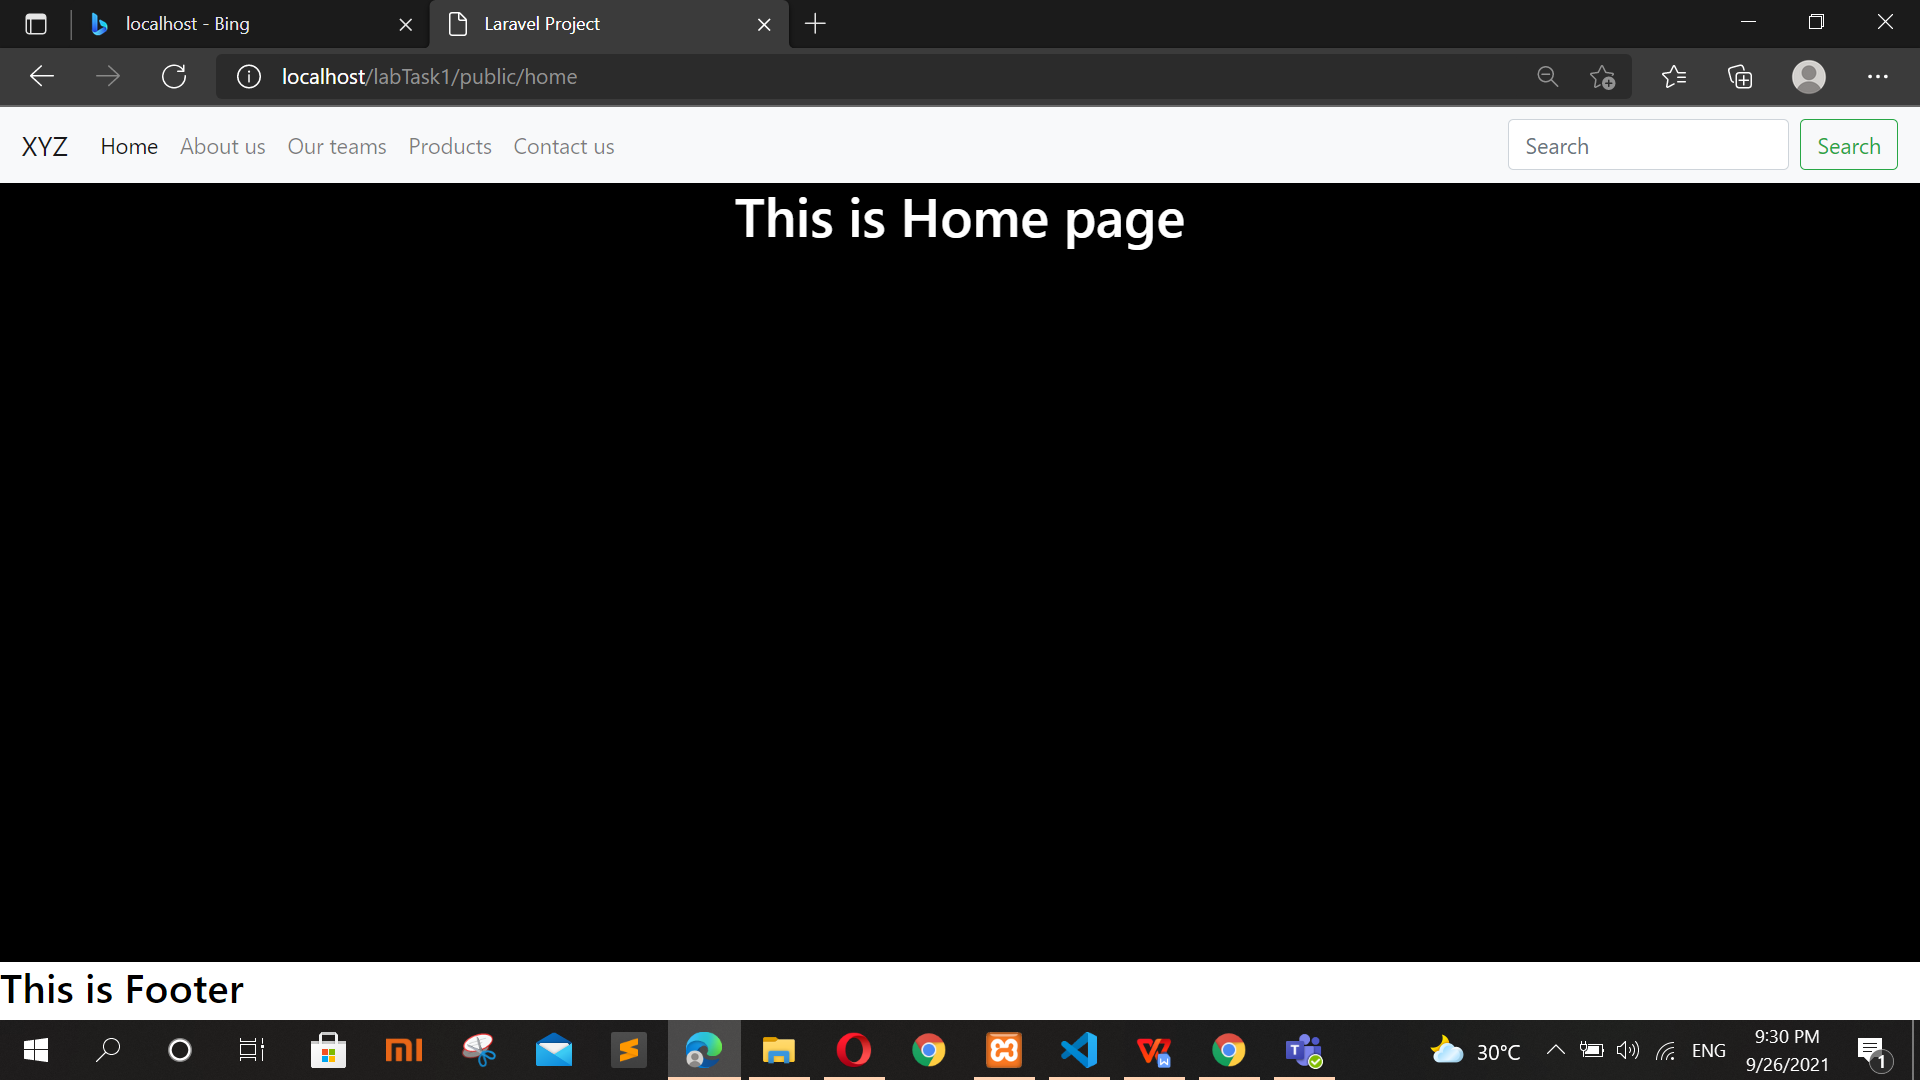 localhost - Bing
Laravel Project
localhost/labTask1/public/home
XYZ Home About us Our teams Products Contact us Search Search
This is Home page
This is Footer
30°C ENG 9:30 PM
9/26/2021
1